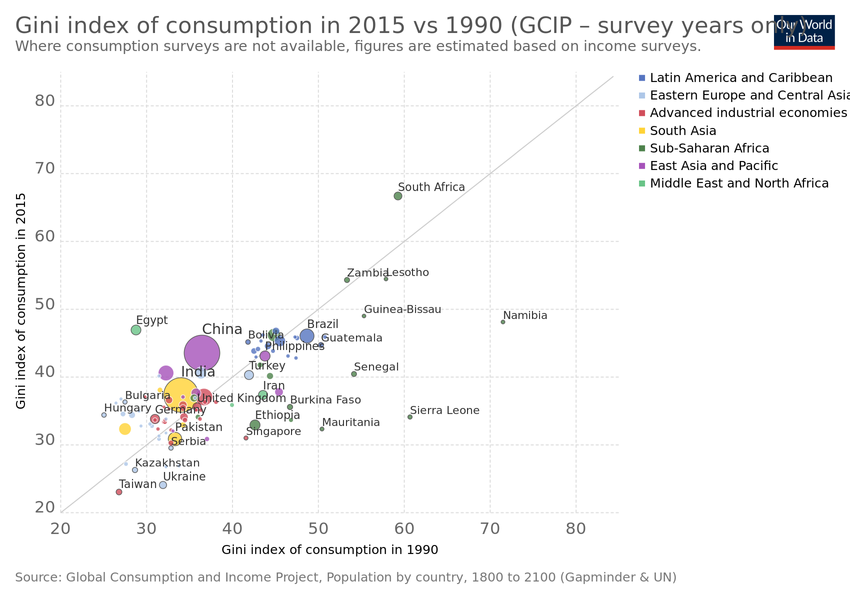 Gini index of consumption in 2015 vs 1990 (GCIP – survey years only)
Our World
in Data
Where consumption surveys are not available, figures are estimated based on income surveys.
Latin America and Caribbean
Eastern Europe and Central Asia
Advanced industrial economies
South Asia
Sub-Saharan Africa
East Asia and Pacific
Middle East and North Africa
Gini index of consumption in 2015
80
70
60
50
40
30
20
South Africa
Zambia
Lesotho
Guinea-Bissau
Namibia
Egypt
China
Bolivia
Brazil
Guatemala
Philippines
India
Turkey
Senegal
Iran
Bulgaria
United Kingdom
Burkina Faso
Hungary
Germany
Ethiopia
Sierra Leone
Pakistan
Singapore
Mauritania
Serbia
Kazakhstan
Taiwan
Ukraine
20
30
40
50
60
70
80
Gini index of consumption in 1990
Source: Global Consumption and Income Project, Population by country, 1800 to 2100 (Gapminder & UN)